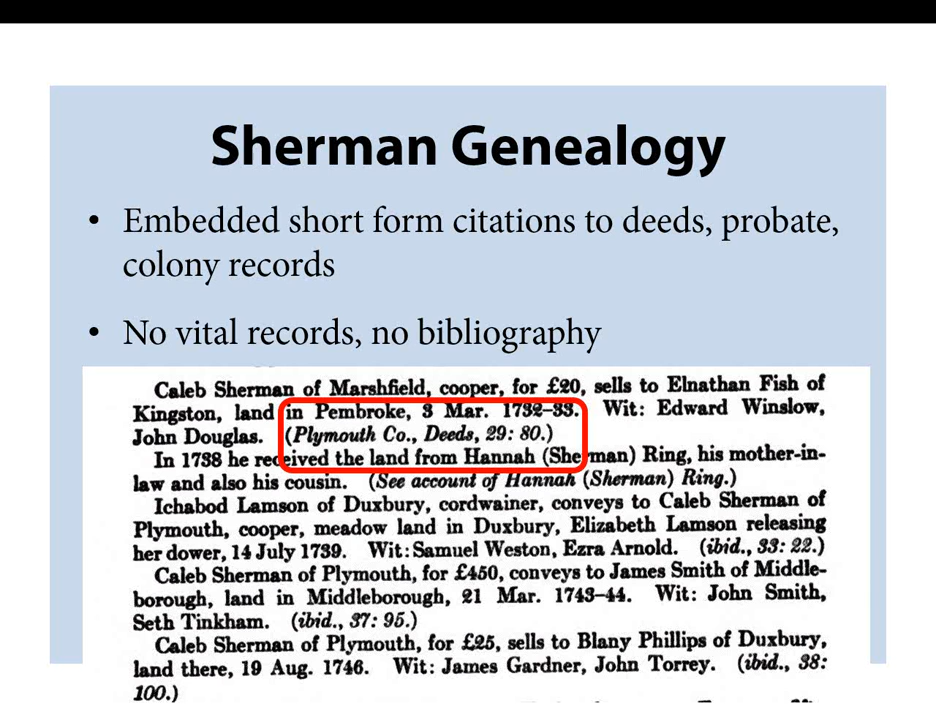 Sherman Genealogy
• Embedded short form citations to deeds, probate,
colony records
• No vital records, no bibliography
Caleb Sherman of Marshfield, cooper, for £20, sells to Elnathan Fish of
Kingston, land in Pembroke, 3 Mar. 1732–33. Wit: Edward Winslow,
John Douglas. (Plymouth Co., Deeds, 29: 80.)
In 1738 he received the land from Hannah (Sherman) Ring, his mother-in-
law and also his cousin. (See account of Hannah (Sherman) Ring.)
Ichabod Lamson of Duxbury, cordwainer, conveys to Caleb Sherman of
Plymouth, cooper, meadow land in Duxbury, Elizabeth Lamson releasing
her dower, 14 July 1739. Wit: Samuel Weston, Ezra Arnold. (ibid., 33: 22.)
Caleb Sherman of Plymouth, for £450, conveys to James Smith of Middle-
borough, land in Middleborough, 21 Mar. 1743–44. Wit: John Smith,
Seth Tinkham. (ibid., 37: 95.)
Caleb Sherman of Plymouth, for £25, sells to Blany Phillips of Duxbury,
land there, 19 Aug. 1746. Wit: James Gardner, John Torrey. (ibid., 38:
100.)